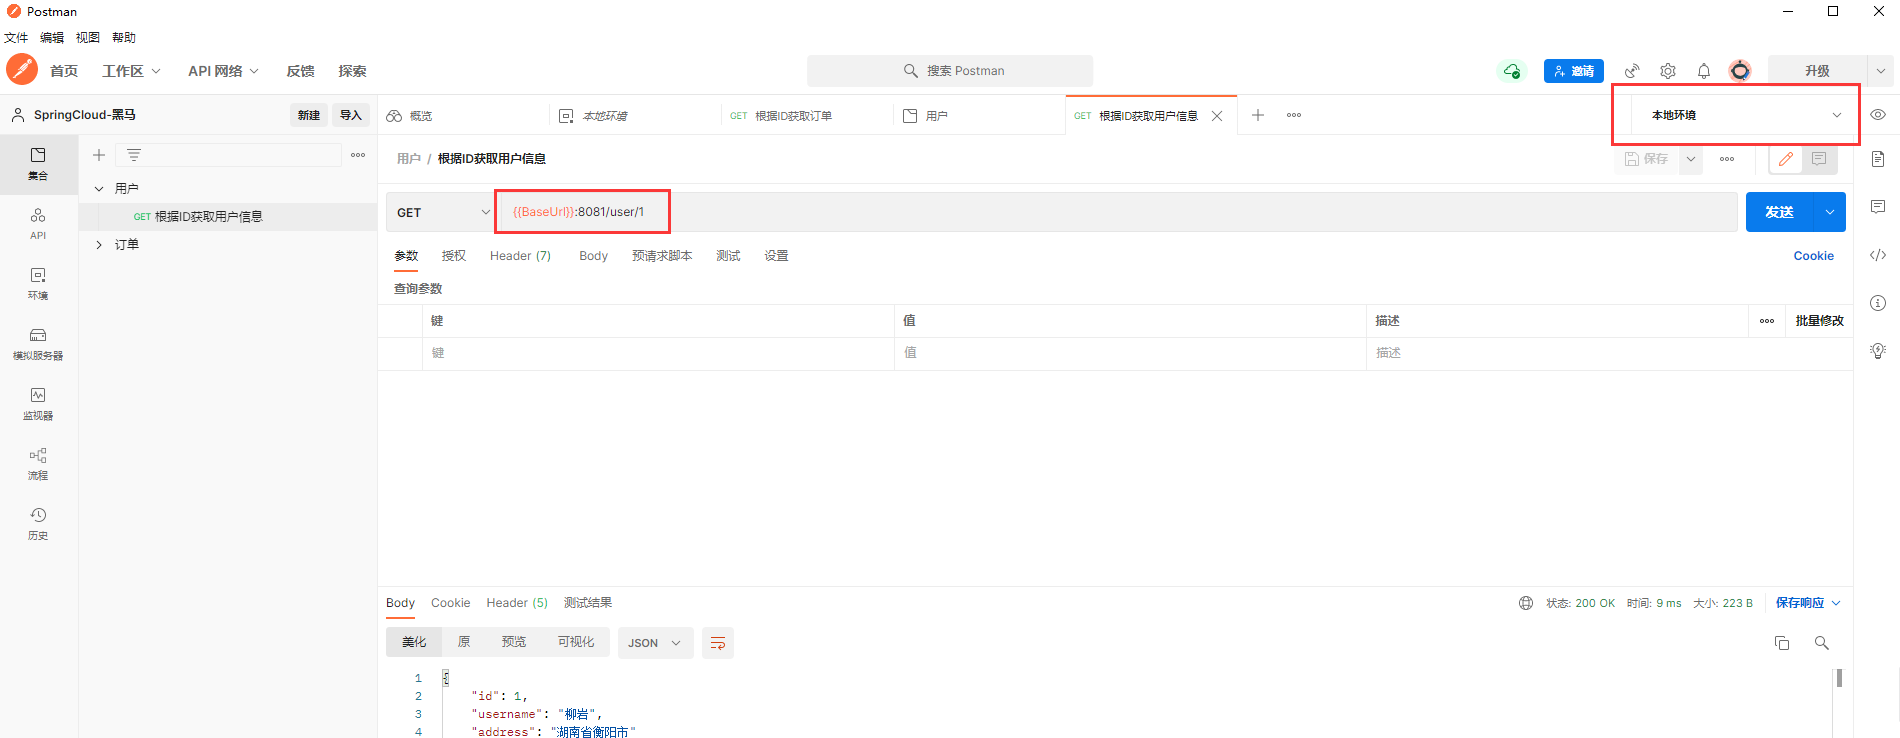 Postman
文件 编辑 视图 帮助
首页 工作区 API 网络 反馈 探索 搜索 Postman 邀请 升级
SpringCloud-黑马 新建 导入 概览 本地环境 GET 根据ID获取订单 用户 GET 根据ID获取用户信息 本地环境
用户 / 根据ID获取用户信息 保存
集合
用户
GET 根据ID获取用户信息
订单
API
环境
模拟服务器
监视器
流程
历史
GET {{BaseUrl}}:8081/user/1 发送
参数 授权 Header (7) Body 预请求脚本 测试 设置 Cookie
查询参数
键 值 描述 批量修改
键 值 描述
Body Cookie Header (5) 测试结果 状态: 200 OK 时间: 9 ms 大小: 223 B 保存响应
美化 原 预览 可视化 JSON
1 {
2 "id": 1,
3 "username": "柳岩",
4 "address": "湖南省衡阳市"